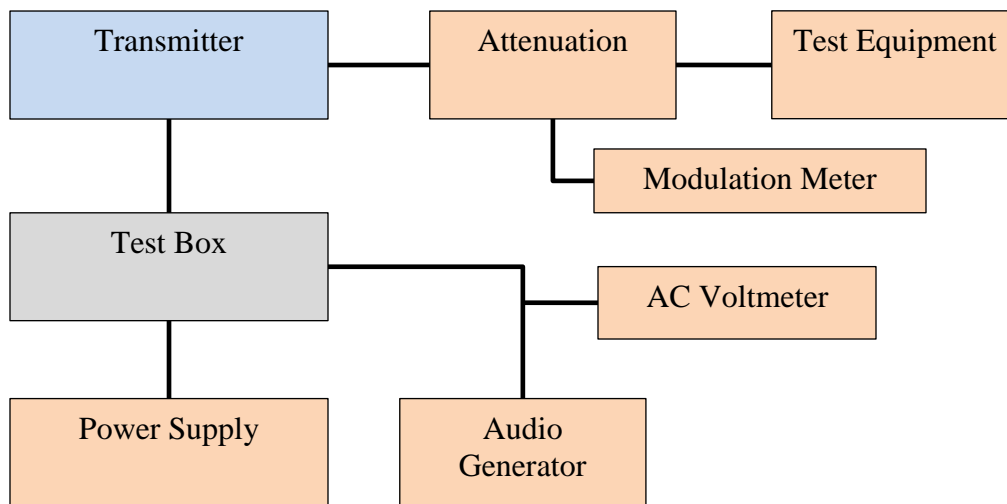 Transmitter
Attenuation
Test Equipment
Modulation Meter
Test Box
AC Voltmeter
Power Supply
Audio
Generator